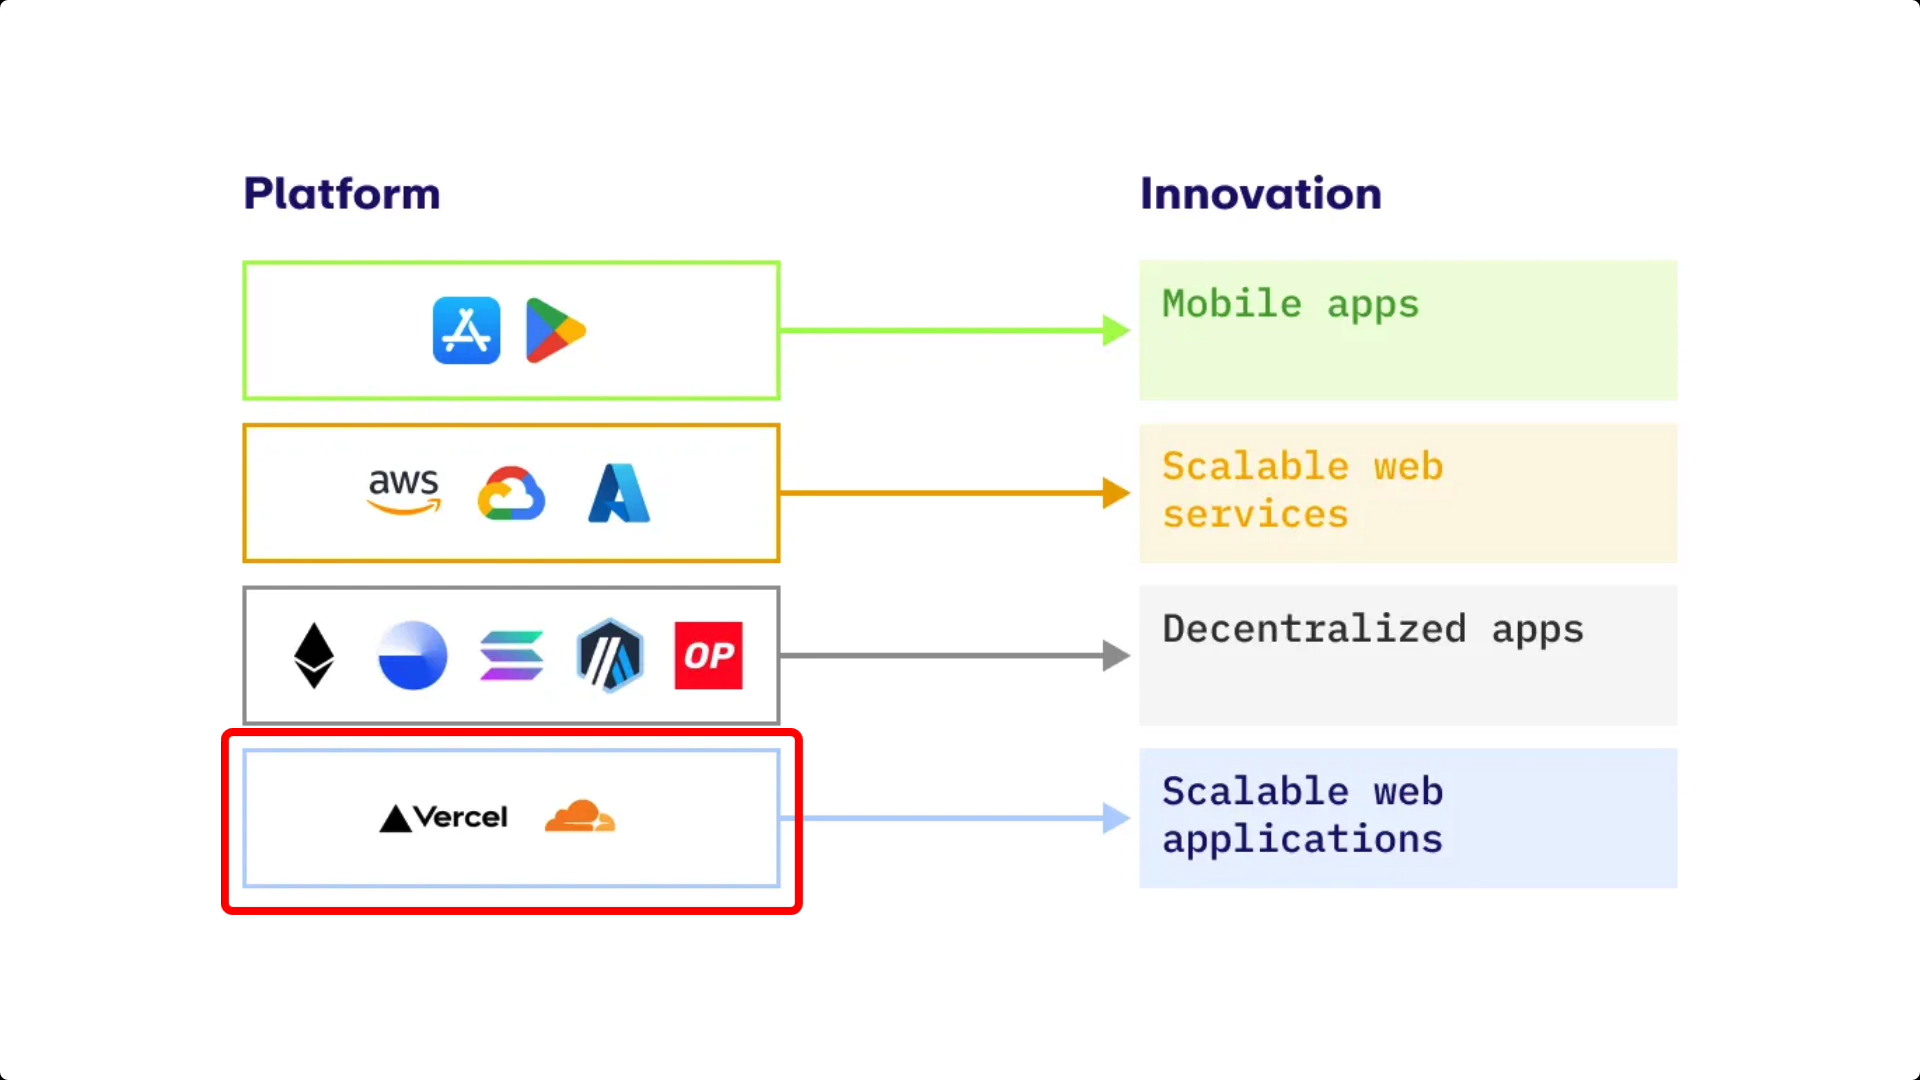 Platform
Innovation
Mobile apps
aws
Scalable web
services
OP
Decentralized apps
Vercel
Scalable web
applications